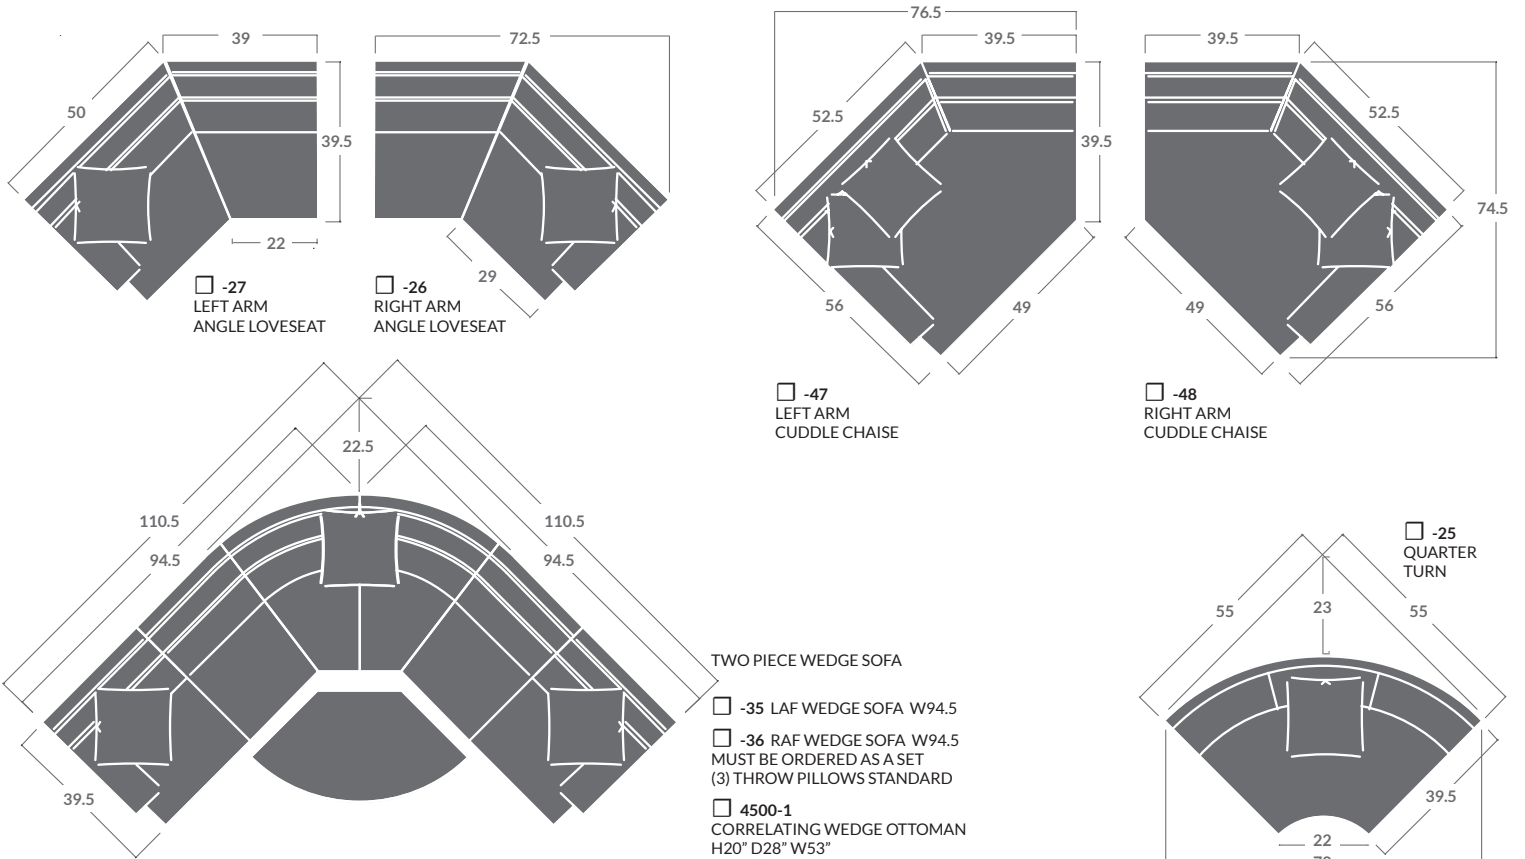 76.5
39
72.5
39.5
39.5
50
52.5
52.5
39.5
39.5
74.5
22
29
-27
LEFT ARM
ANGLE LOVESEAT
-26
RIGHT ARM
ANGLE LOVESEAT
56
49
49
56
-47
LEFT ARM
CUDDLE CHAISE
-48
RIGHT ARM
CUDDLE CHAISE
22.5
110.5
110.5
94.5
94.5
39.5
TWO PIECE WEDGE SOFA
-35 LAF WEDGE SOFA W94.5
-36 RAF WEDGE SOFA W94.5
MUST BE ORDERED AS A SET
(3) THROW PILLOWS STANDARD
4500-1
CORRELATING WEDGE OTTOMAN
H20” D28” W53”
-25
QUARTER
TURN
55
23
55
39.5
22